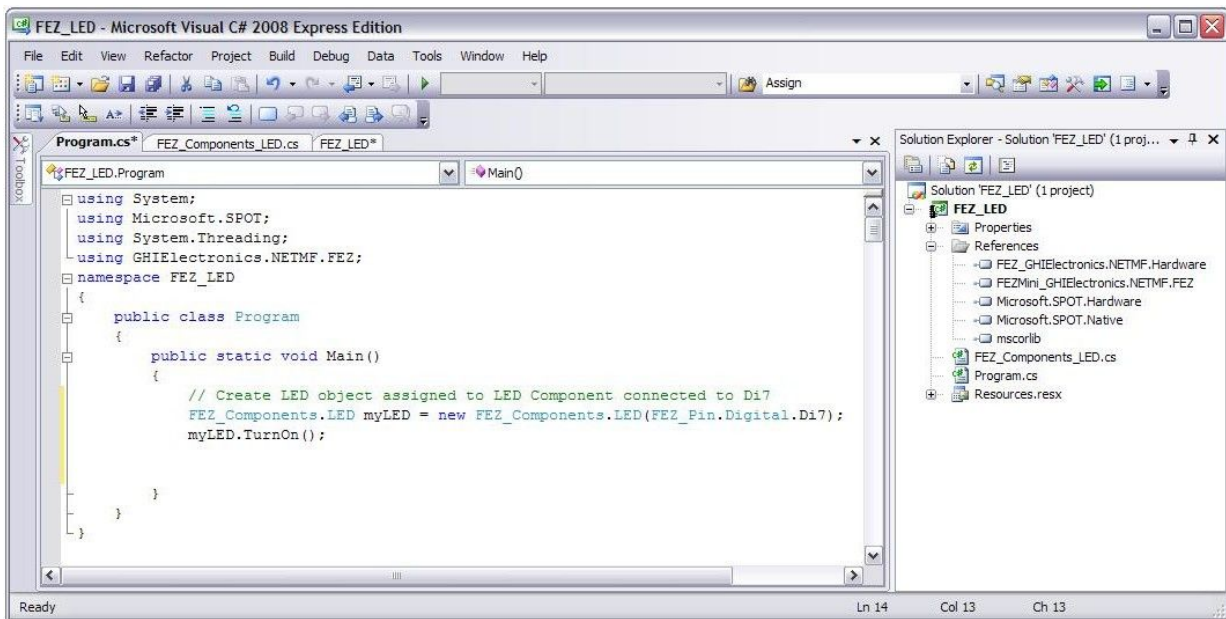 FEZ_LED - Microsoft Visual C# 2008 Express Edition
File Edit View Refactor Project Build Debug Data Tools Window Help
Assign
Toolbox
Program.cs* FEZ_Components_LED.cs FEZ_LED*
FEZ_LED.Program
Main()
using System;
using Microsoft.SPOT;
using System.Threading;
using GHIElectronics.NETMF.FEZ;
namespace FEZ_LED
{
public class Program
{
public static void Main()
{
// Create LED object assigned to LED Component connected to Di7
FEZ_Components.LED myLED = new FEZ_Components.LED(FEZ_Pin.Digital.Di7);
myLED.TurnOn();
}
}
}
Solution Explorer - Solution 'FEZ_LED' (1 proj...
Solution 'FEZ_LED' (1 project)
FEZ_LED
Properties
References
FEZ_GHIElectronics.NETMF.Hardware
FEZMini_GHIElectronics.NETMF.FEZ
Microsoft.SPOT.Hardware
Microsoft.SPOT.Native
mscorlib
FEZ_Components_LED.cs
Program.cs
Resources.resx
Ready Ln 14 Col 13 Ch 13